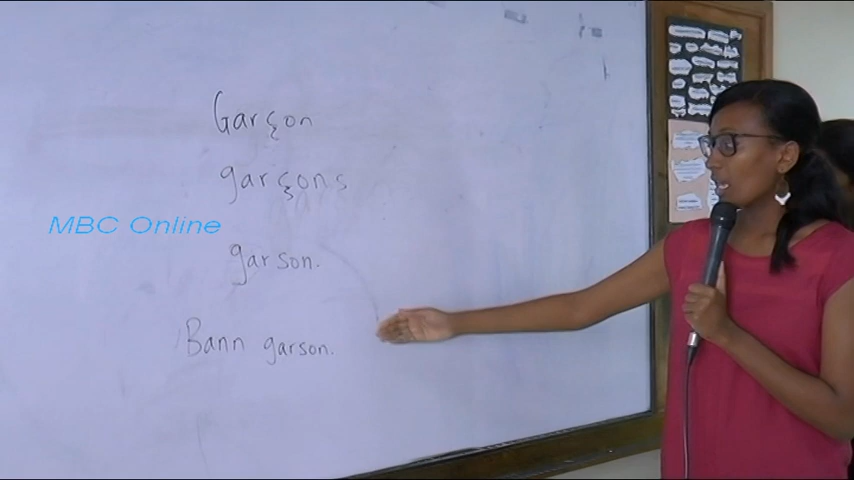 Garçon
garçons
MBC Online
garson.
Bann garson.